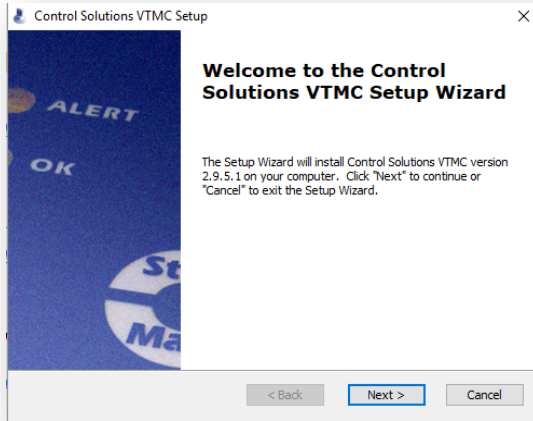 Control Solutions VTMC Setup
Welcome to the Control
Solutions VTMC Setup Wizard
ALERT
OK
The Setup Wizard will install Control Solutions VTMC version
2.9.5.1 on your computer. Click "Next" to continue or
"Cancel" to exit the Setup Wizard.
St
Ma
< Back
Next >
Cancel